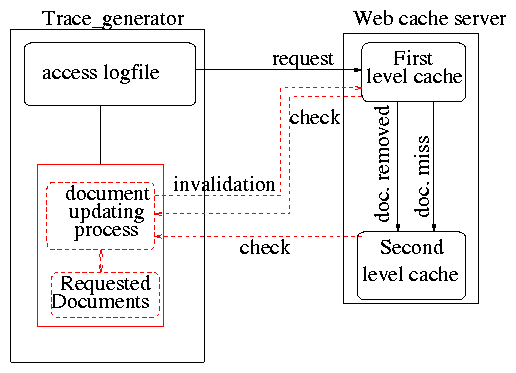 Trace_generator
Web cache server
access logfile
request
First
level cache
check
invalidation
doc. removed
doc. miss
document
updating
process
check
Second
level cache
Requested
Documents